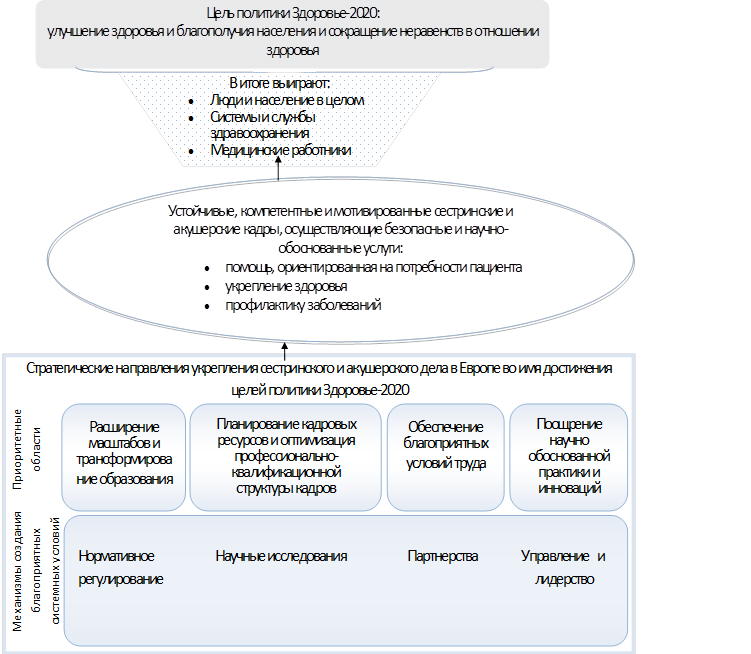 Цель политики Здоровье-2020:
улучшение здоровья и благополучия населения и сокращение неравенств в отношении
здоровья
В итоге выиграют:
• Люди и население в целом
• Системы и службы
здравоохранения
• Медицинские работники
Устойчивые, компетентные и мотивированные сестринские и
акушерские кадры, осуществляющие безопасные и научно-
обоснованные услуги:
• помощь, ориентированная на потребности пациента
• укрепление здоровья
• профилактику заболеваний
Стратегические направления укрепления сестринского и акушерского дела в Европе во имя достижения
целей политики Здоровье-2020
Приоритетные
области
Расширение
масштабов и
трансформирова
ние образования
Планирование кадровых
ресурсов и оптимизация
профессионально-
квалификационной
структуры кадров
Обеспечение
благоприятных
условий труда
Поощрение
научно
обоснованной
практики и
инноваций
Механизмы создания
благоприятных
системных условий
Нормативное
регулирование
Научные исследования
Партнерства
Управление и
лидерство